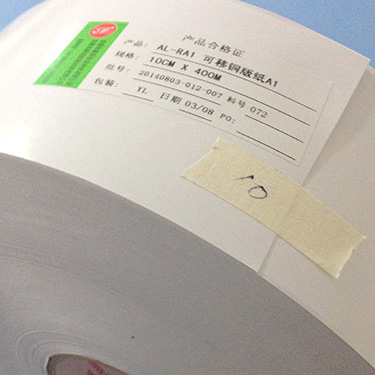 产品合格证
产品: AL-RA1 可移铜版纸A1
规格: 10CM X 400M
批号: 20140803-012-007 料号 072
包装: YL 日期 03/08 PO:
10